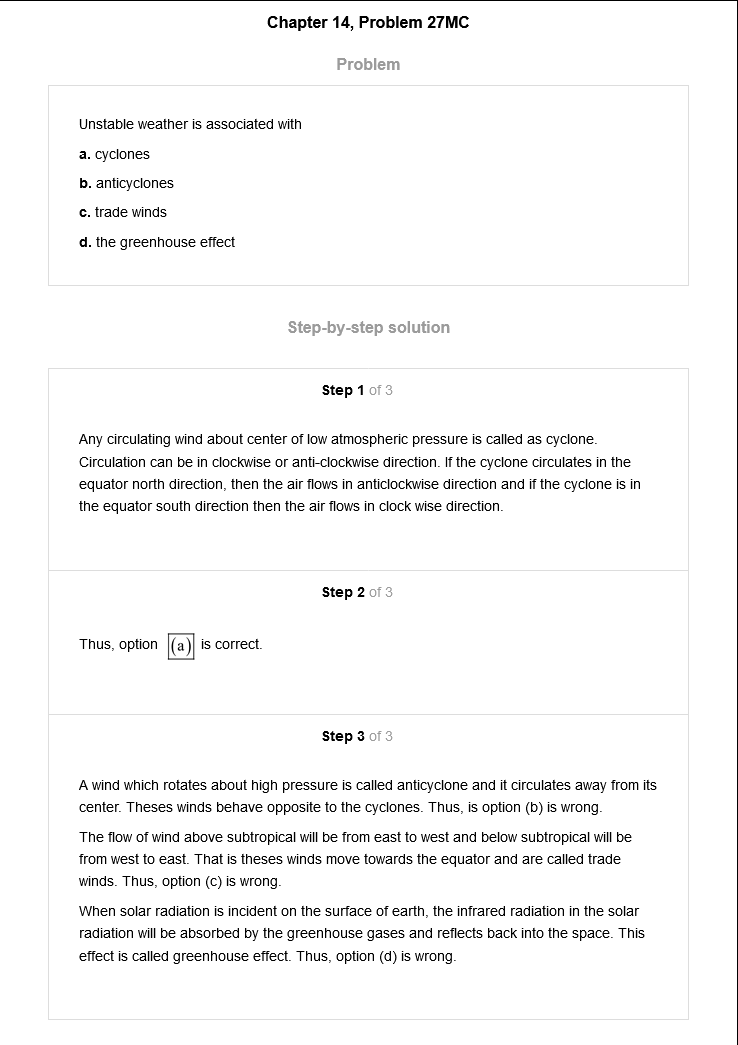 Chapter 14, Problem 27MC
Problem
Unstable weather is associated with
a. cyclones
b. anticyclones
c. trade winds
d. the greenhouse effect
Step-by-step solution
Step 1 of 3
Any circulating wind about center of low atmospheric pressure is called as cyclone.
Circulation can be in clockwise or anti-clockwise direction. If the cyclone circulates in the
equator north direction, then the air flows in anticlockwise direction and if the cyclone is in
the equator south direction then the air flows in clock wise direction.
Step 2 of 3
Thus, option (a) is correct.
Step 3 of 3
A wind which rotates about high pressure is called anticyclone and it circulates away from its
center. Theses winds behave opposite to the cyclones. Thus, is option (b) is wrong.
The flow of wind above subtropical will be from east to west and below subtropical will be
from west to east. That is theses winds move towards the equator and are called trade
winds. Thus, option (c) is wrong.
When solar radiation is incident on the surface of earth, the infrared radiation in the solar
radiation will be absorbed by the greenhouse gases and reflects back into the space. This
effect is called greenhouse effect. Thus, option (d) is wrong.